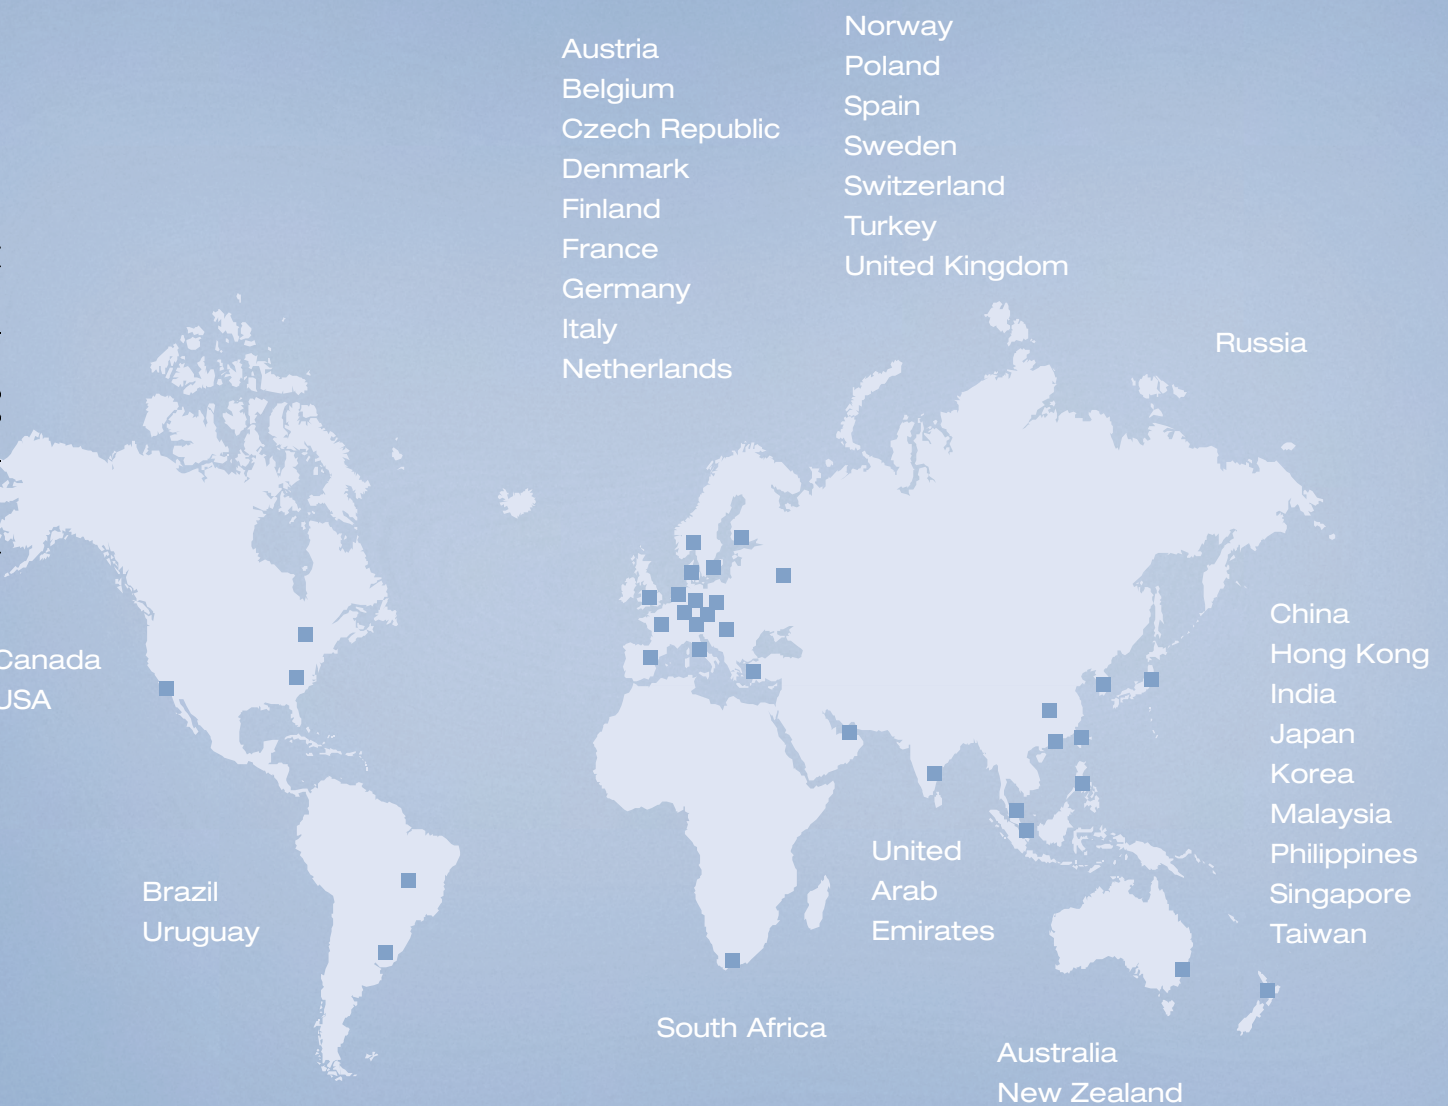 Austria
Belgium
Czech Republic
Denmark
Finland
France
Germany
Italy
Netherlands
Norway
Poland
Spain
Sweden
Switzerland
Turkey
United Kingdom
Russia
Canada
USA
China
Hong Kong
India
Japan
Korea
Malaysia
Philippines
Singapore
Taiwan
Brazil
Uruguay
United
Arab
Emirates
South Africa
Australia
New Zealand